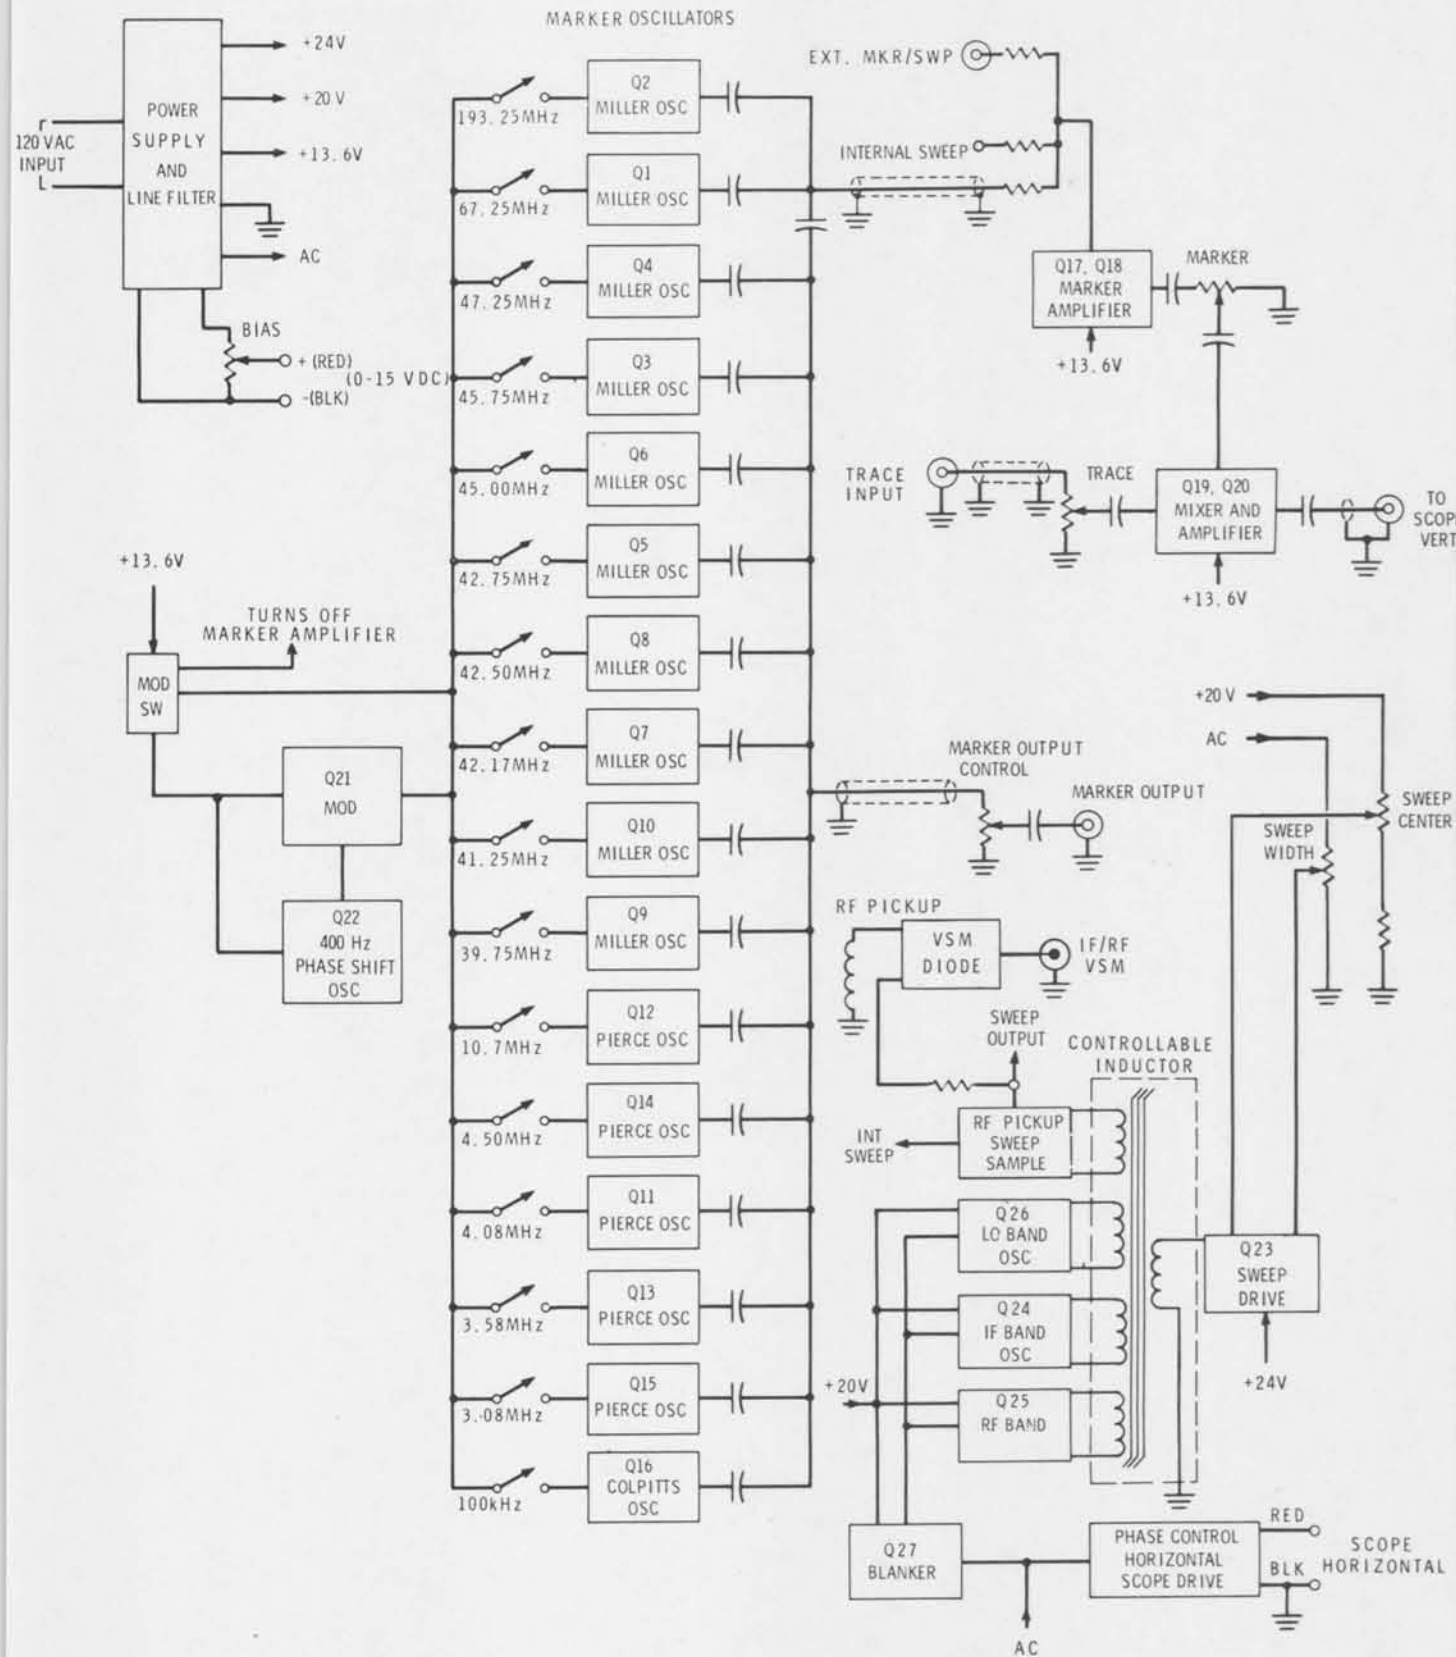 MARKER OSCILLATORS
POWER
SUPPLY
AND
LINE FILTER
120 VAC
INPUT
+24V
+20 V
+13.6V
AC
BIAS
+ (RED)
(0-15 VDC)
-(BLK)
193.25MHz
Q2
MILLER OSC
67.25MHz
Q1
MILLER OSC
47.25MHz
Q4
MILLER OSC
45.75MHz
Q3
MILLER OSC
45.00MHz
Q6
MILLER OSC
42.75MHz
Q5
MILLER OSC
42.50MHz
Q8
MILLER OSC
42.17MHz
Q7
MILLER OSC
41.25MHz
Q10
MILLER OSC
39.75MHz
Q9
MILLER OSC
10.7MHz
Q12
PIERCE OSC
4.50MHz
Q14
PIERCE OSC
4.08MHz
Q11
PIERCE OSC
3.58MHz
Q13
PIERCE OSC
3.08MHz
Q15
PIERCE OSC
100kHz
Q16
COLPITTS
OSC
+13.6V
TURNS OFF
MARKER AMPLIFIER
MOD
SW
Q21
MOD
Q22
400 Hz
PHASE SHIFT
OSC
EXT. MKR/SWP
INTERNAL SWEEP
Q17, Q18
MARKER
AMPLIFIER
MARKER
+13.6V
TRACE
INPUT
TRACE
Q19, Q20
MIXER AND
AMPLIFIER
TO
SCOPE
VERT
+13.6V
+20 V
AC
SWEEP
CENTER
SWEEP
WIDTH
MARKER OUTPUT
CONTROL
MARKER OUTPUT
RF PICKUP
VSM
DIODE
IF/RF
VSM
SWEEP
OUTPUT
CONTROLLABLE
INDUCTOR
INT
SWEEP
RF PICKUP
SWEEP
SAMPLE
Q26
LO BAND
OSC
Q24
IF BAND
OSC
+20V
Q25
RF BAND
Q23
SWEEP
DRIVE
+24V
Q27
BLANKER
AC
PHASE CONTROL
HORIZONTAL
SCOPE DRIVE
RED
BLK
SCOPE
HORIZONTAL